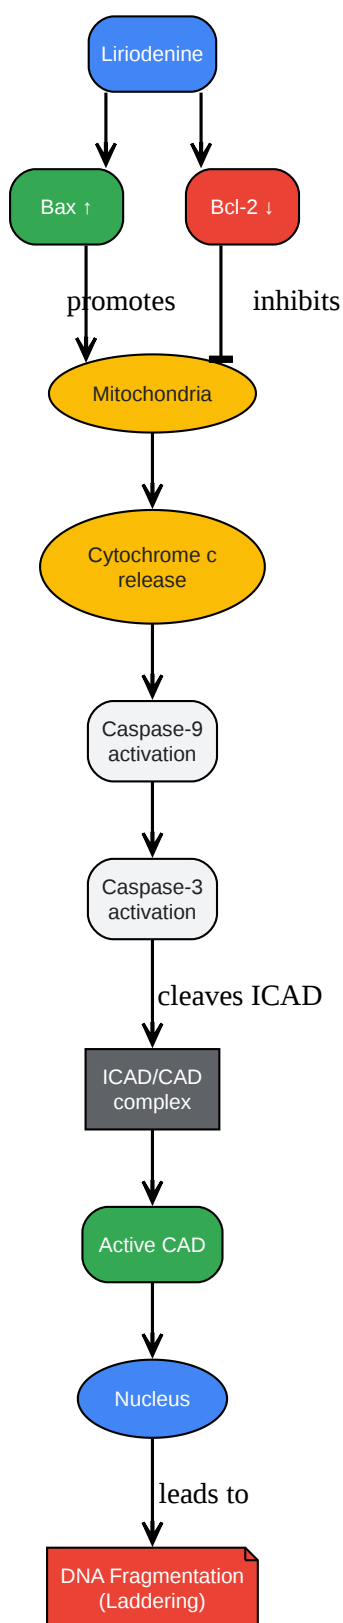 Liriodenine
Bax ↑
Bcl-2 ↓
promotes
inhibits
Mitochondria
Cytochrome c
release
Caspase-9
activation
Caspase-3
activation
cleaves ICAD
ICAD/CAD
complex
Active CAD
Nucleus
leads to
DNA Fragmentation
(Laddering)